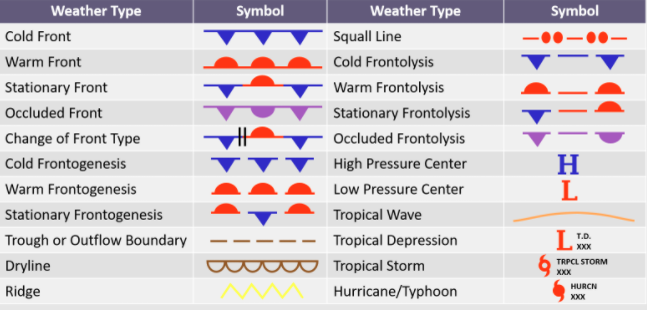 Weather Type Symbol Weather Type Symbol
Cold Front Squall Line
Warm Front Cold Frontolysis
Stationary Front Warm Frontolysis
Occluded Front Stationary Frontolysis
Change of Front Type Occluded Frontolysis
Cold Frontogenesis High Pressure Center H
Warm Frontogenesis Low Pressure Center L
Stationary Frontogenesis Tropical Wave
Trough or Outflow Boundary Tropical Depression L T.D.
XXX
Dryline Tropical Storm TRPCL STORM
XXX
Ridge Hurricane/Typhoon HURCN
XXX